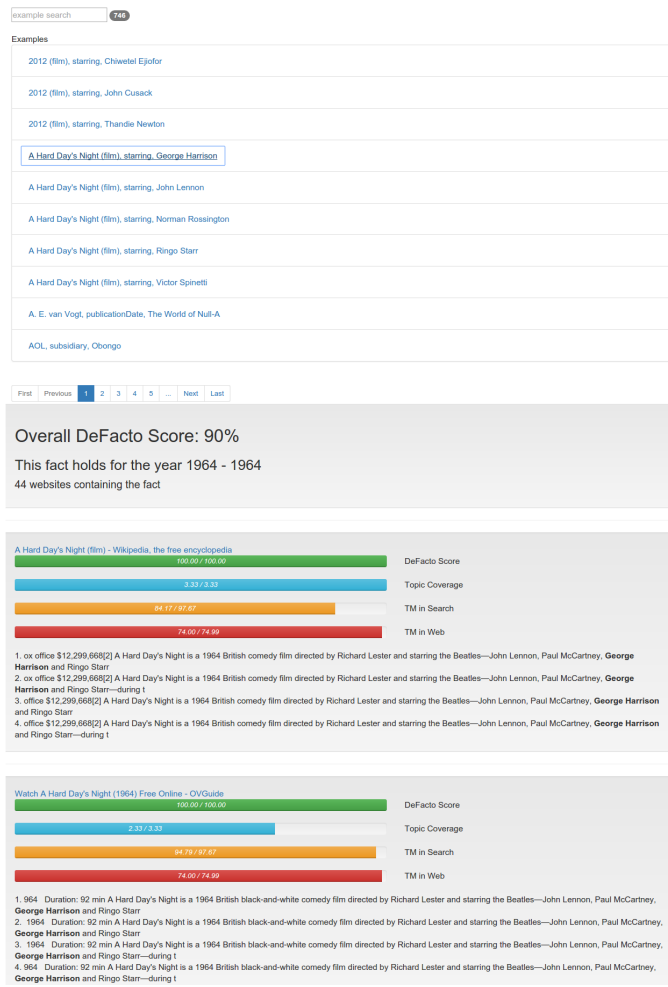 example search 746
Examples
2012 (film), starring, Chiwetel Ejiofor
2012 (film), starring, John Cusack
2012 (film), starring, Thandie Newton
A Hard Day's Night (film), starring, George Harrison
A Hard Day's Night (film), starring, John Lennon
A Hard Day's Night (film), starring, Norman Rossington
A Hard Day's Night (film), starring, Ringo Starr
A Hard Day's Night (film), starring, Victor Spinetti
A. E. van Vogt, publicationDate, The World of Null-A
AOL, subsidiary, Obongo
First Previous 1 2 3 4 5 ... Next Last
Overall DeFacto Score: 90%
This fact holds for the year 1964 - 1964
44 websites containing the fact
A Hard Day's Night (film) - Wikipedia, the free encyclopedia
100.00 / 100.00 DeFacto Score
3.33 / 3.33 Topic Coverage
84.17 / 97.67 TM in Search
74.00 / 74.99 TM in Web
1. ox office $12,299,668[2] A Hard Day's Night is a 1964 British comedy film directed by Richard Lester and starring the Beatles—John Lennon, Paul McCartney, George
Harrison and Ringo Starr
2. ox office $12,299,668[2] A Hard Day's Night is a 1964 British comedy film directed by Richard Lester and starring the Beatles—John Lennon, Paul McCartney, George
Harrison and Ringo Starr—during t
3. office $12,299,668[2] A Hard Day's Night is a 1964 British comedy film directed by Richard Lester and starring the Beatles—John Lennon, Paul McCartney, George Harrison
and Ringo Starr
4. office $12,299,668[2] A Hard Day's Night is a 1964 British comedy film directed by Richard Lester and starring the Beatles—John Lennon, Paul McCartney, George Harrison
and Ringo Starr—during t
Watch A Hard Day's Night (1964) Free Online - OVGuide
100.00 / 100.00 DeFacto Score
2.33 / 3.33 Topic Coverage
94.79 / 97.67 TM in Search
74.00 / 74.99 TM in Web
1. 964 Duration: 92 min A Hard Day's Night is a 1964 British black-and-white comedy film directed by Richard Lester and starring the Beatles—John Lennon, Paul McCartney,
George Harrison and Ringo Starr
2. 1964 Duration: 92 min A Hard Day's Night is a 1964 British black-and-white comedy film directed by Richard Lester and starring the Beatles—John Lennon, Paul McCartney,
George Harrison and Ringo Starr
3. 1964 Duration: 92 min A Hard Day's Night is a 1964 British black-and-white comedy film directed by Richard Lester and starring the Beatles—John Lennon, Paul McCartney,
George Harrison and Ringo Starr—during t
4. 964 Duration: 92 min A Hard Day's Night is a 1964 British black-and-white comedy film directed by Richard Lester and starring the Beatles—John Lennon, Paul McCartney,
George Harrison and Ringo Starr—during t